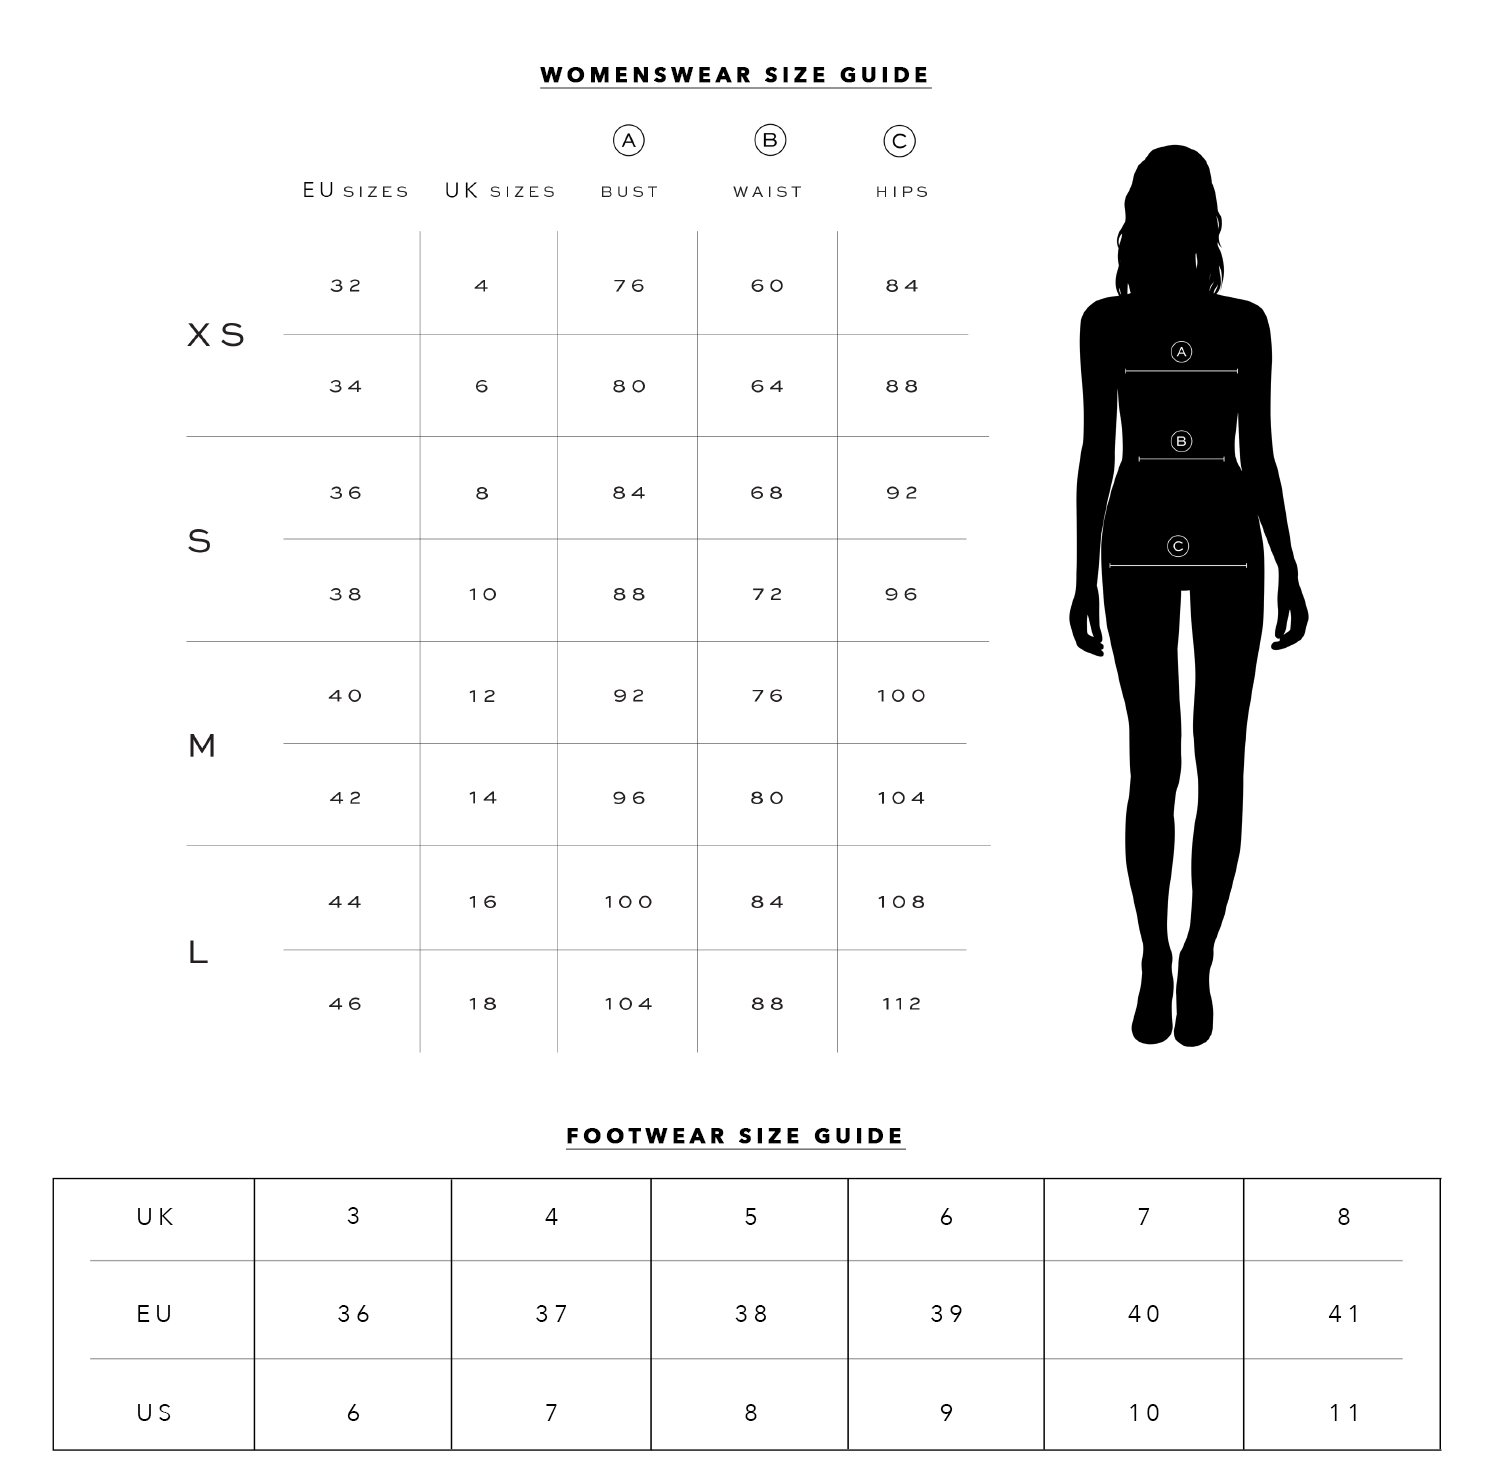 WOMENSWEAR SIZE GUIDE
A B C
EU SIZES UK SIZES BUST WAIST HIPS
32 4 76 60 84
XS
34 6 80 64 88
36 8 84 68 92
S
38 10 88 72 96
40 12 92 76 100
M
42 14 96 80 104
44 16 100 84 108
L
46 18 104 88 112
A
B
C
FOOTWEAR SIZE GUIDE
UK 3 4 5 6 7 8
EU 36 37 38 39 40 41
US 6 7 8 9 10 11